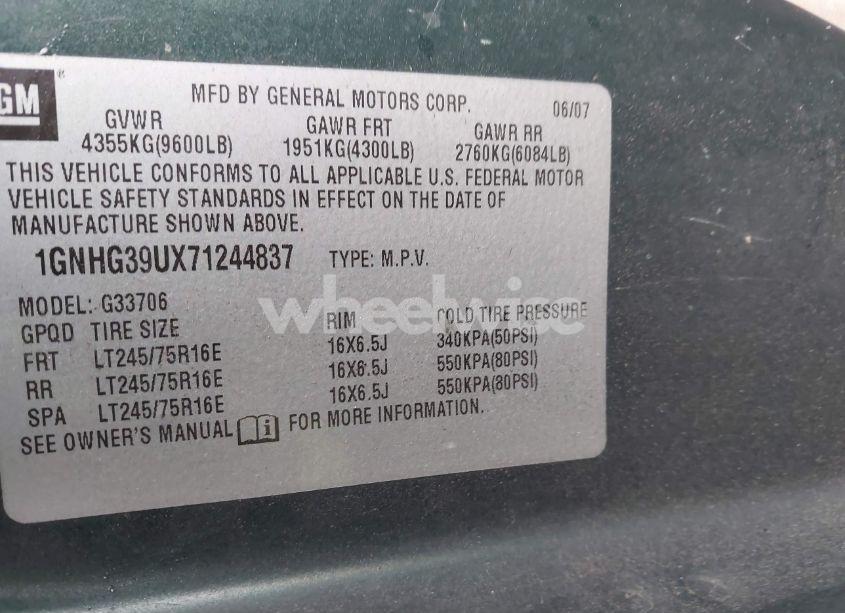 GM®
MFD BY GENERAL MOTORS CORP. 06/07
GVWR GAWR FRT GAWR RR
4355KG(9600LB) 1951KG(4300LB) 2760KG(6084LB)
THIS VEHICLE CONFORMS TO ALL APPLICABLE U.S. FEDERAL MOTOR
VEHICLE SAFETY STANDARDS IN EFFECT ON THE DATE OF
MANUFACTURE SHOWN ABOVE.
1GNHG39UX71244837 TYPE: M.P.V.
MODEL: G33706
GPQD TIRE SIZE RIM COLD TIRE PRESSURE
FRT LT245/75R16E 16X6.5J 340KPA(50PSI)
RR LT245/75R16E 16X6.5J 550KPA(80PSI)
SPA LT245/75R16E 16X6.5J 550KPA(80PSI)
SEE OWNER'S MANUAL FOR MORE INFORMATION.
wheelwise